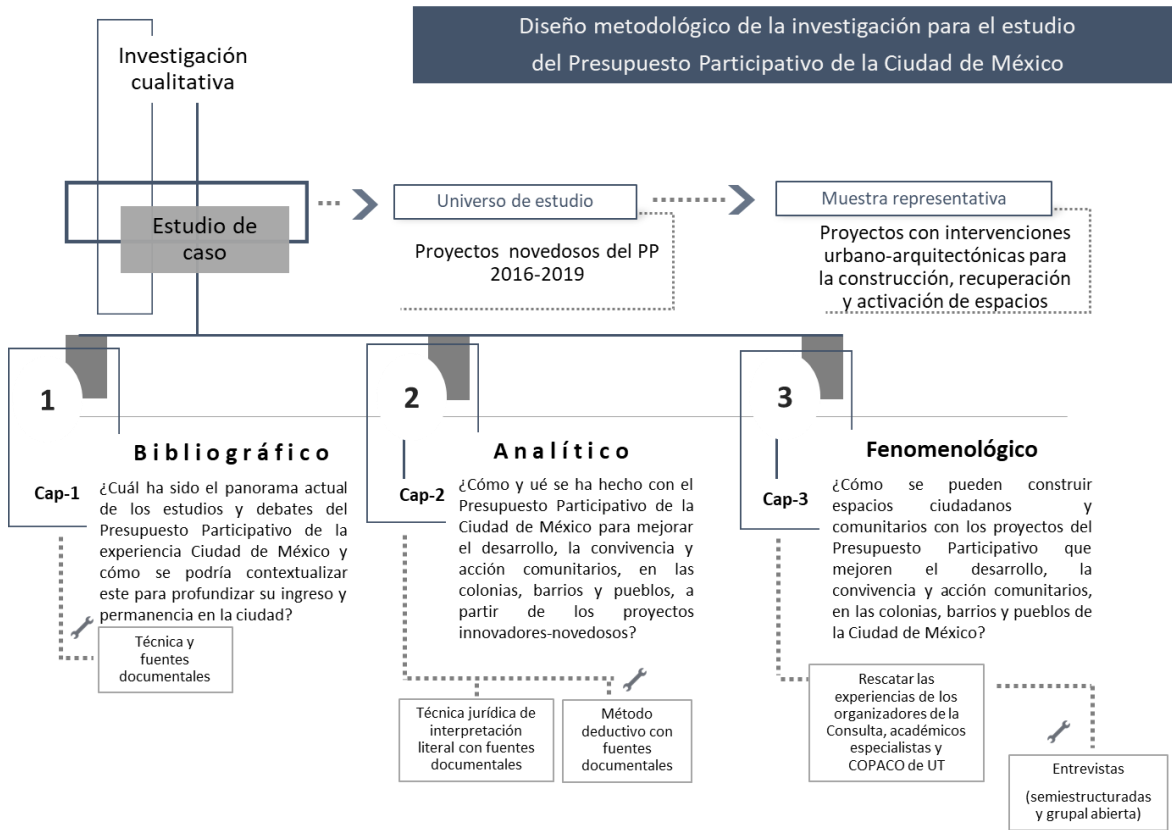 Diseño metodológico de la investigación para el estudio
del Presupuesto Participativo de la Ciudad de México
Investigación
cualitativa
Estudio de
caso
Universo de estudio
Proyectos novedosos del PP
2016-2019
Muestra representativa
Proyectos con intervenciones
urbano-arquitectónicas para
la construcción, recuperación
y activación de espacios
1
Bibliográfico
Cap-1
¿Cuál ha sido el panorama actual
de los estudios y debates del
Presupuesto Participativo de la
experiencia Ciudad de México y
cómo se podría contextualizar
este para profundizar su ingreso y
permanencia en la ciudad?
Técnica y
fuentes
documentales
2
Analítico
Cap-2
¿Cómo y ué se ha hecho con el
Presupuesto Participativo de la
Ciudad de México para mejorar
el desarrollo, la convivencia y
acción comunitarios, en las
colonias, barrios y pueblos, a
partir de los proyectos
innovadores-novedosos?
Técnica jurídica de
interpretación
literal con fuentes
documentales
Método
deductivo con
fuentes
documentales
3
Fenomenológico
Cap-3
¿Cómo se pueden construir
espacios ciudadanos y
comunitarios con los proyectos del
Presupuesto Participativo que
mejoren el desarrollo, la
convivencia y acción comunitarios,
en las colonias, barrios y pueblos de
la Ciudad de México?
Rescatar las
experiencias de los
organizadores de la
Consulta, académicos
especialistas y
COPACO de UT
Entrevistas
(semiestructuradas
y grupal abierta)